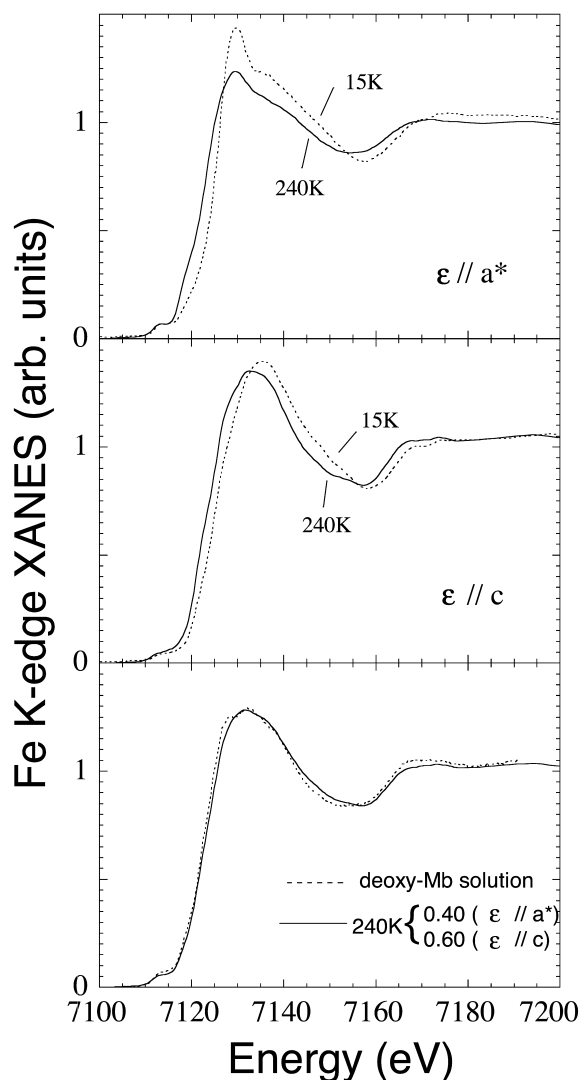 Fe K-edge XANES (arb. units)
1
15K
240K
ε // a*
0
1
15K
240K
ε // c
0
1
deoxy-Mb solution
240K { 0.40 ( ε // a*)
0.60 ( ε // c)
0
7100 7120 7140 7160 7180 7200
Energy (eV)